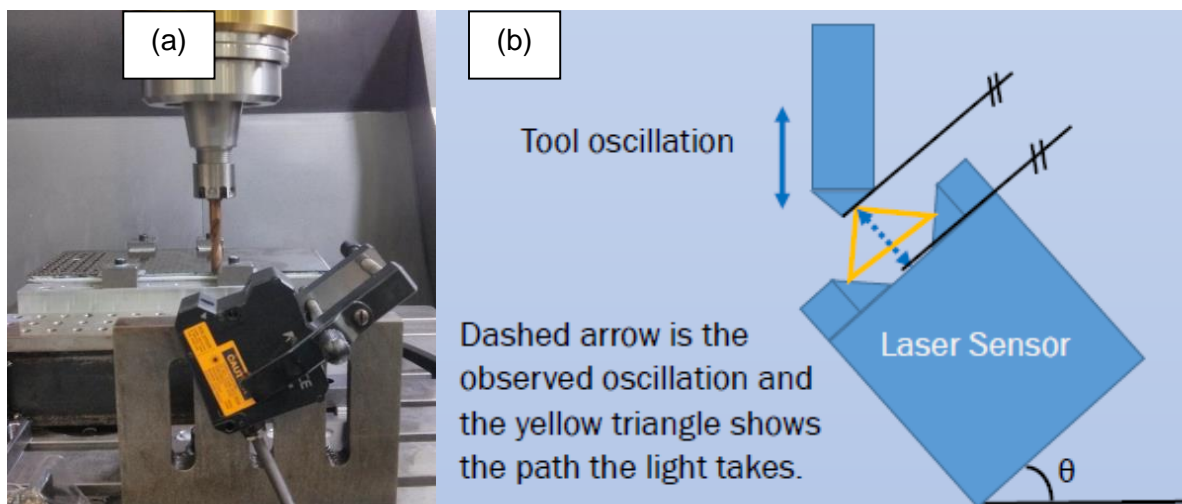 (a)
(b)
Tool oscillation
Dashed arrow is the
observed oscillation and
the yellow triangle shows
the path the light takes.
Laser Sensor
θ